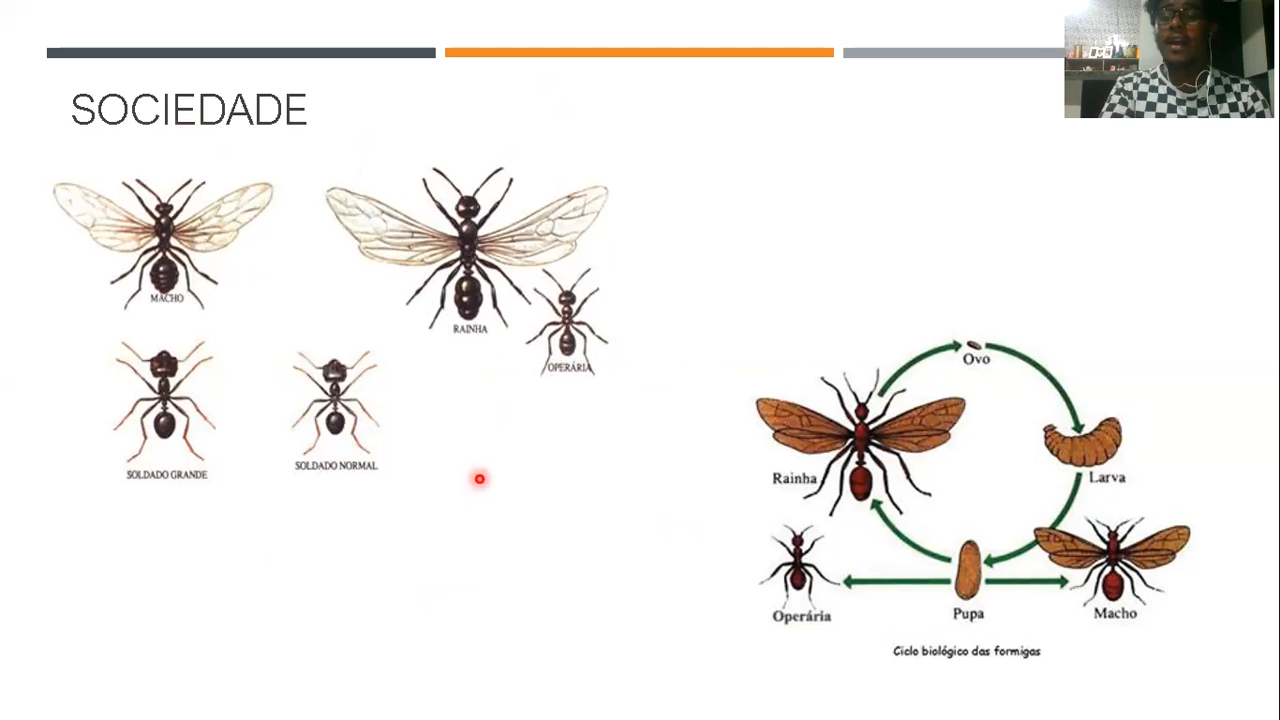 SOCIEDADE
MACHO
RAINHA
OPERÁRIA
SOLDADO GRANDE
SOLDADO NORMAL
Ovo
Rainha
Larva
Operária
Pupa
Macho
Ciclo biológico das formigas